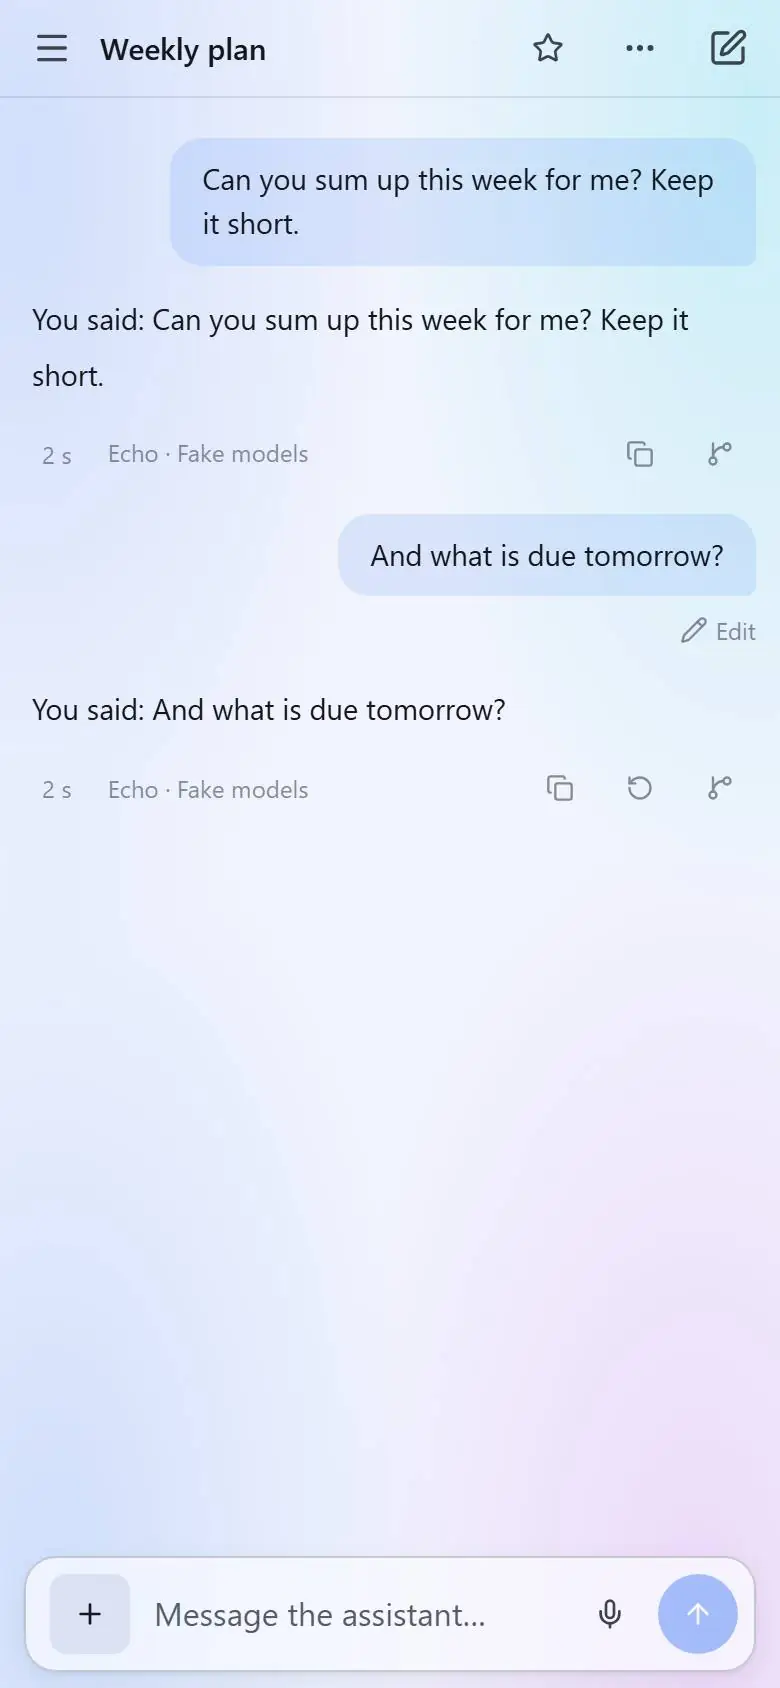 Weekly plan
Can you sum up this week for me? Keep
it short.
You said: Can you sum up this week for me? Keep it
short.
2 s Echo · Fake models
And what is due tomorrow?
Edit
You said: And what is due tomorrow?
2 s Echo · Fake models
Message the assistant...